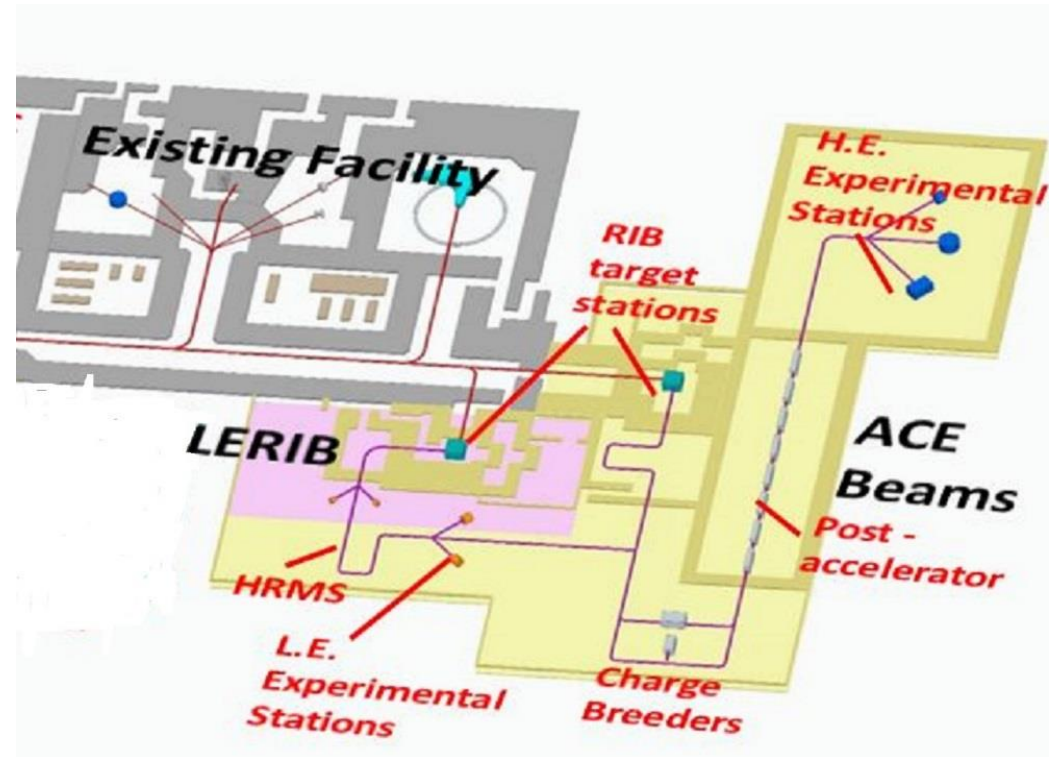 Existing Facility
H.E.
Experimental
Stations
RIB
target
stations
LERIB
ACE
Beams
Post -
accelerator
HRMS
L.E.
Experimental
Stations
Charge
Breeders